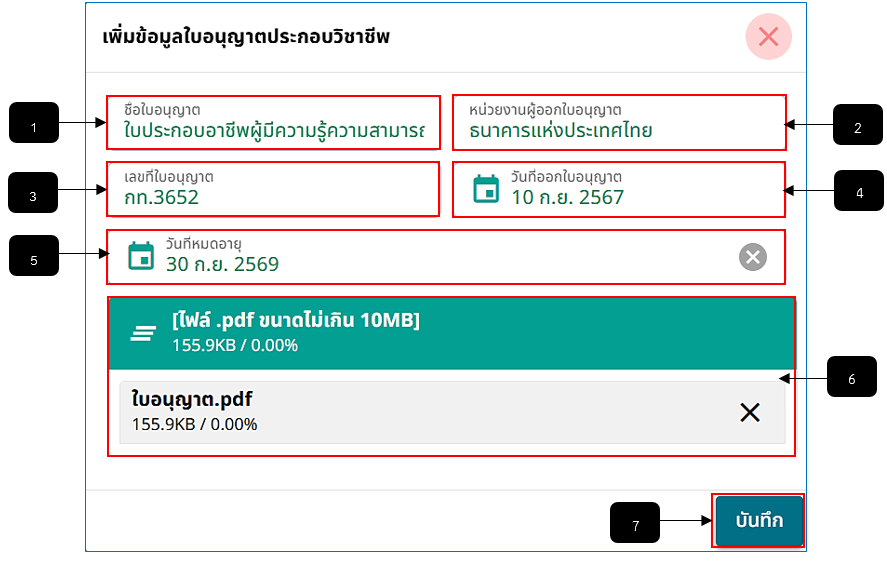 เพิ่มข้อมูลใบอนุญาตประกอบวิชาชีพ
1
ชื่อใบอนุญาต
ใบประกอบอาชีพผู้มีความรู้ความสามารถ
หน่วยงานผู้ออกใบอนุญาต
ธนาคารแห่งประเทศไทย
2
3
เลขที่ใบอนุญาต
กท.3652
วันที่ออกใบอนุญาต
10 ก.ย. 2567
4
5
วันที่หมดอายุ
30 ก.ย. 2569
[ไฟล์ .pdf ขนาดไม่เกิน 10MB]
155.9KB / 0.00%
6
ใบอนุญาต.pdf
155.9KB / 0.00%
7
บันทึก